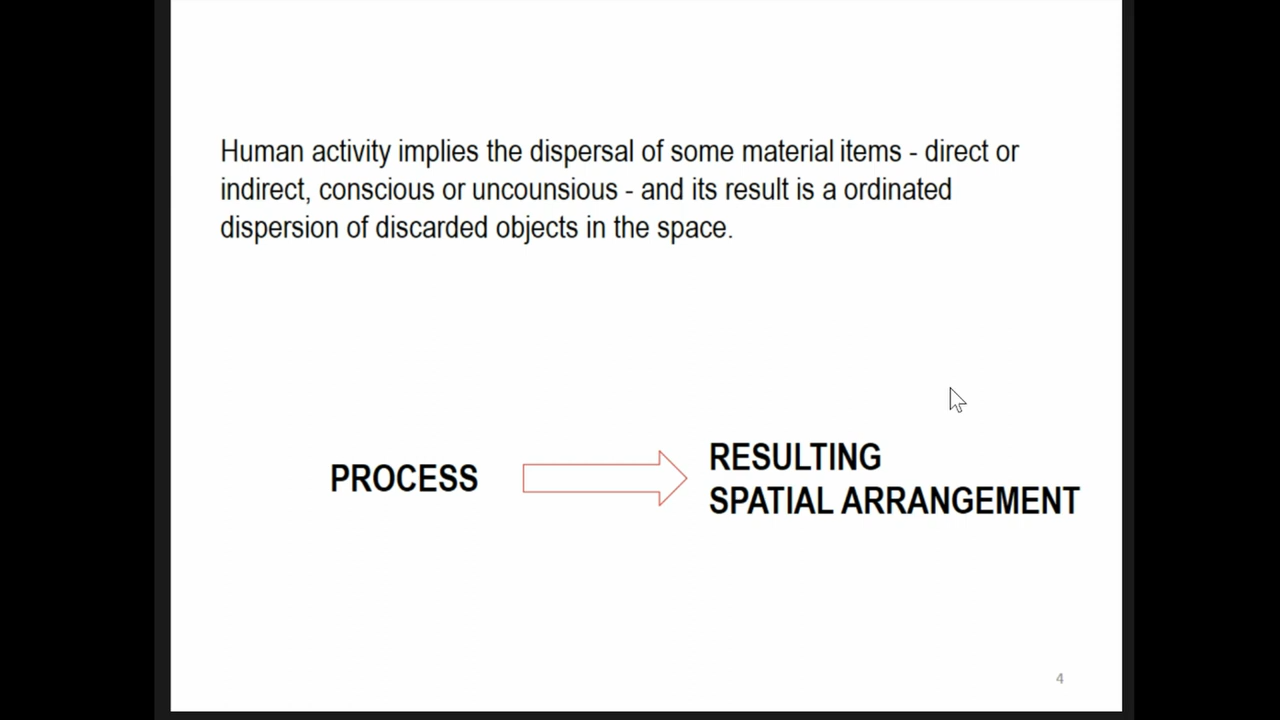 Human activity implies the dispersal of some material items - direct or
indirect, conscious or uncounsious - and its result is a ordinated
dispersion of discarded objects in the space.
PROCESS
RESULTING
SPATIAL ARRANGEMENT
4